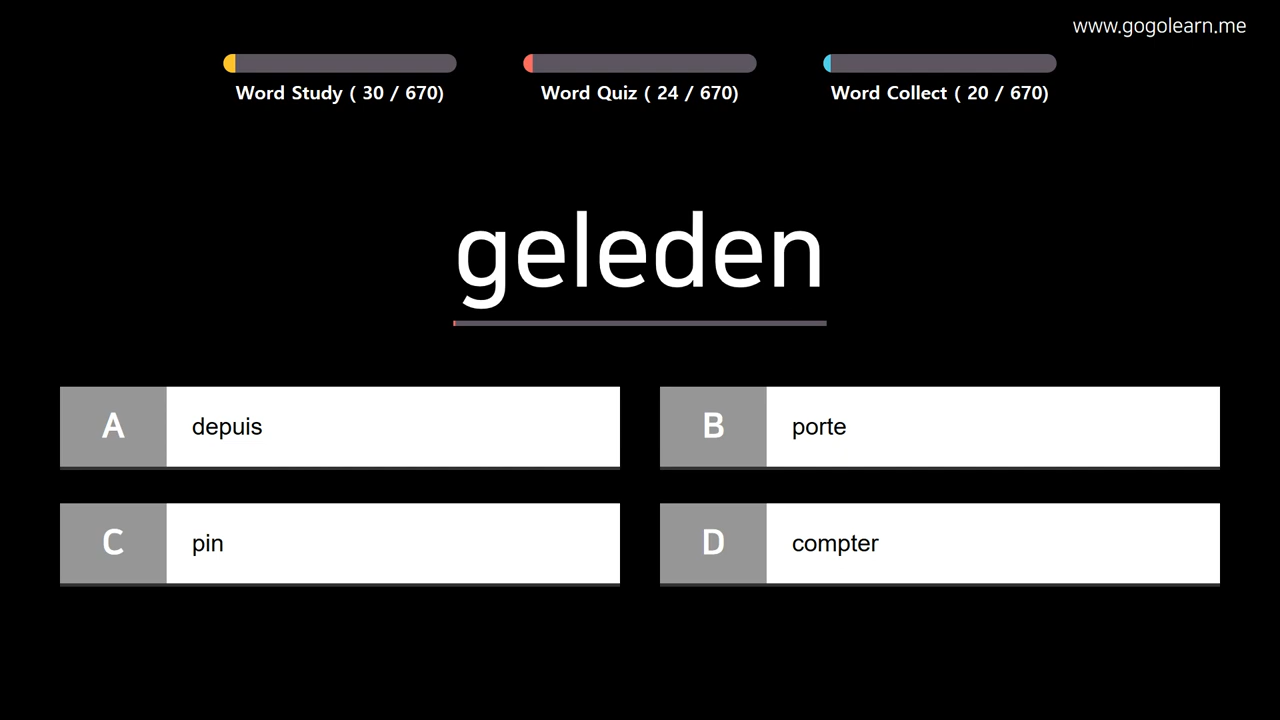 www.gogolearn.me
Word Study ( 30 / 670)
Word Quiz ( 24 / 670)
Word Collect ( 20 / 670)
geleden
A depuis
B porte
C pin
D compter